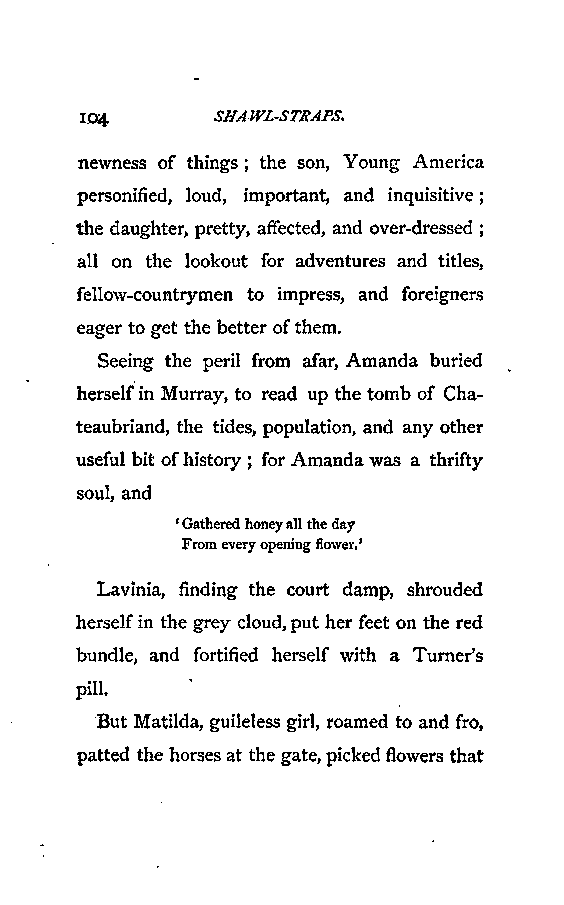 104 SHAWL-STRAPS.
newness of things ; the son, Young America
personified, loud, important, and inquisitive ;
the daughter, pretty, affected, and over-dressed ;
all on the lookout for adventures and titles,
fellow-countrymen to impress, and foreigners
eager to get the better of them.
Seeing the peril from afar, Amanda buried
herself in Murray, to read up the tomb of Cha-
teaubriand, the tides, population, and any other
useful bit of history ; for Amanda was a thrifty
soul, and
'Gathered honey all the day
From every opening flower.'
Lavinia, finding the court damp, shrouded
herself in the grey cloud, put her feet on the red
bundle, and fortified herself with a Turner's
pill.
But Matilda, guileless girl, roamed to and fro,
patted the horses at the gate, picked flowers that